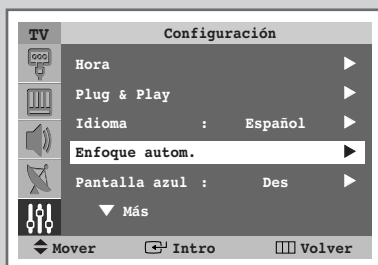 TV Configuración
Hora
Plug & Play
Idioma : Español
Enfoque autom.
Pantalla azul : Des
Más
Mover Intro Volver